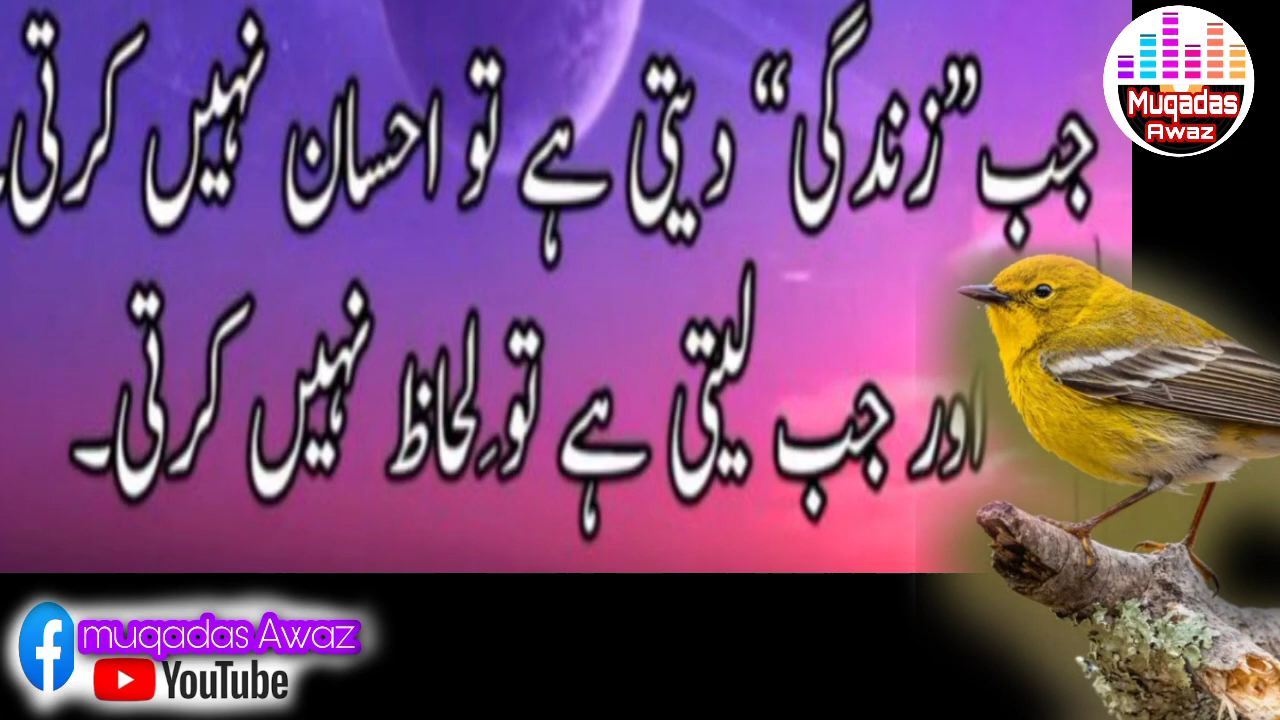 جب ”زندگی“ دیتی ہے تو احسان نہیں کرتی۔
اور جب لیتی ہے تو لِحاظ نہیں کرتی۔
Muqadas
Awaz
muqadas Awaz
YouTube